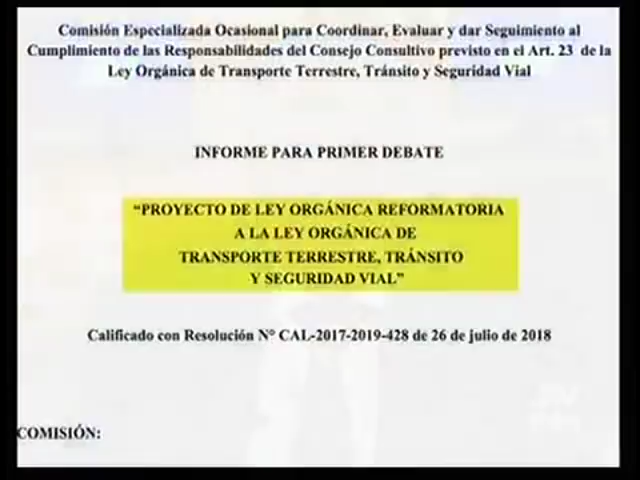 Comisión Especializada Ocasional para Coordinar, Evaluar y dar Seguimiento al
Cumplimiento de las Responsabilidades del Consejo Consultivo previsto en el Art. 23 de la
Ley Orgánica de Transporte Terrestre, Tránsito y Seguridad Vial
INFORME PARA PRIMER DEBATE
“PROYECTO DE LEY ORGÁNICA REFORMATORIA
A LA LEY ORGÁNICA DE
TRANSPORTE TERRESTRE, TRÁNSITO
Y SEGURIDAD VIAL”
Calificado con Resolución N° CAL-2017-2019-428 de 26 de julio de 2018
COMISIÓN: